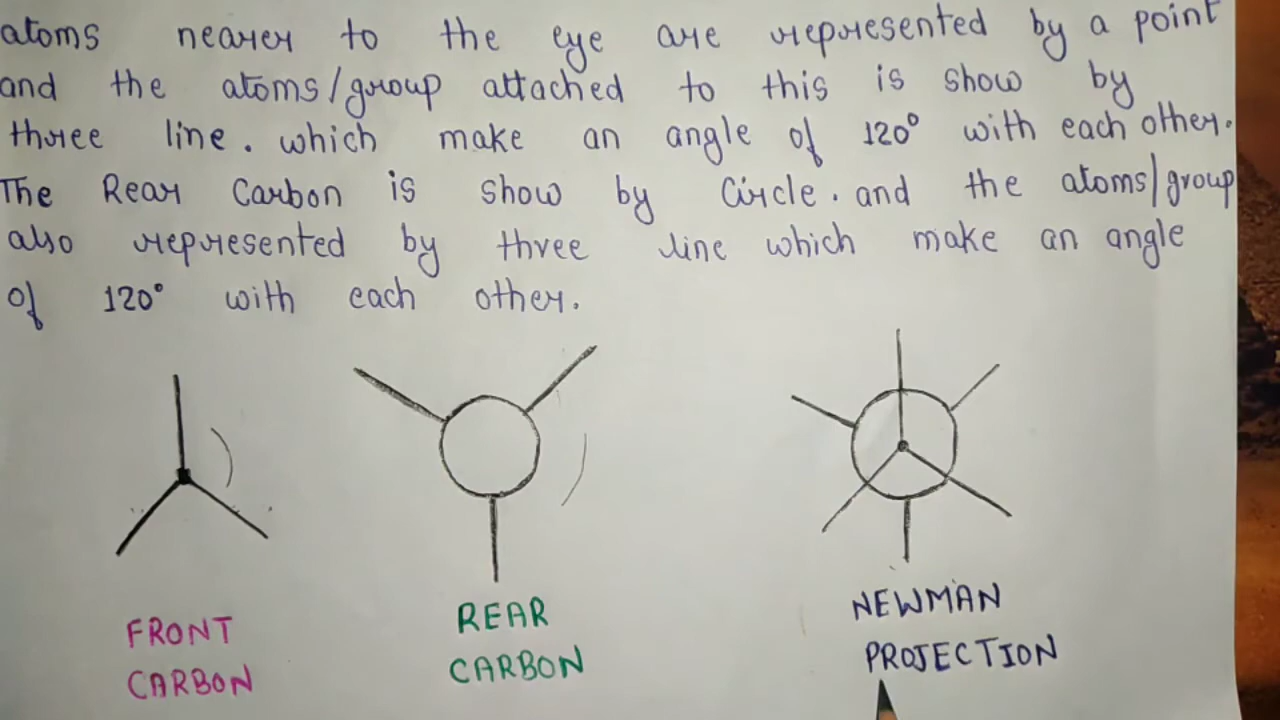 atoms nearer to the eye are represented by a point
and the atoms/group attached to this is show by
three line. which make an angle of 120° with each other.
The Rear Carbon is show by Circle. and the atoms/group
also represented by three line which make an angle
of 120° with each other.
FRONT
CARBON
REAR
CARBON
NEWMAN
PROJECTION